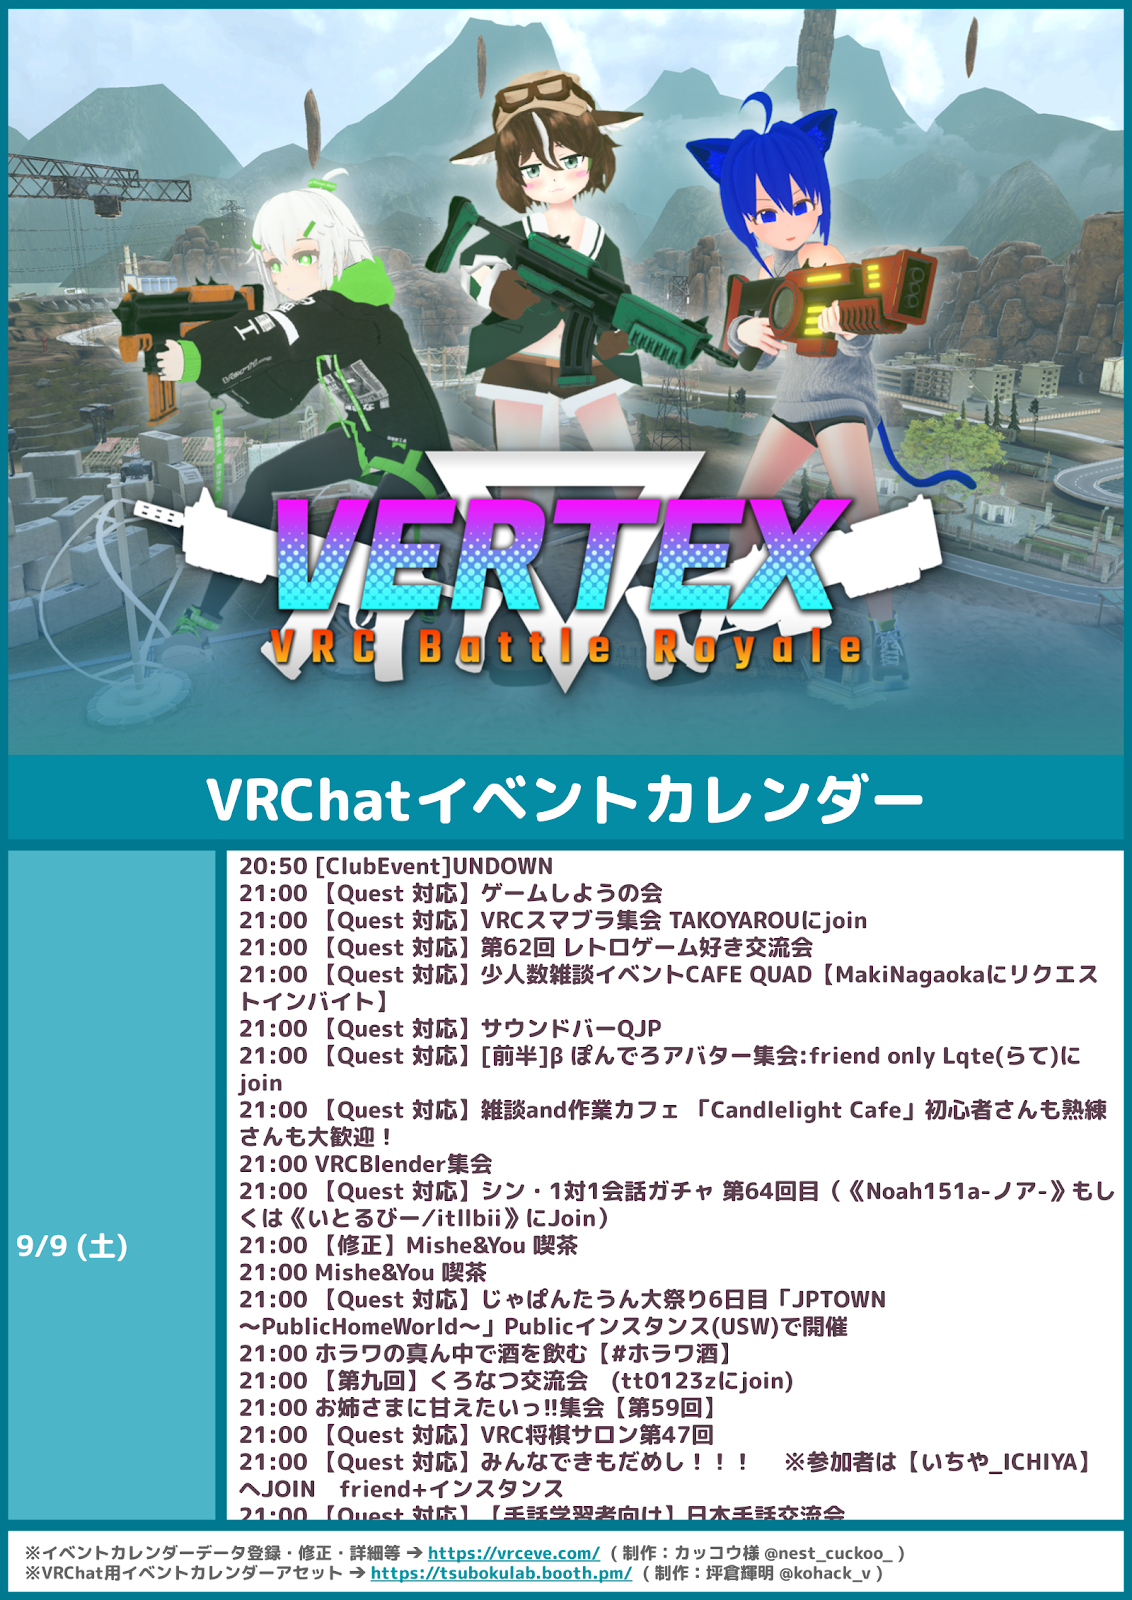 VERTEX
VRC Battle Royale
VRChatイベントカレンダー
9/9 (土)
20:50 [ClubEvent]UNDOWN
21:00 【Quest 対応】ゲームしようの会
21:00 【Quest 対応】VRCスマブラ集会 TAKOYAROUにjoin
21:00 【Quest 対応】第62回 レトロゲーム好き交流会
21:00 【Quest 対応】少人数雑談イベントCAFE QUAD【MakiNagaokaにリクエス
トインバイト】
21:00 【Quest 対応】サウンドバーQJP
21:00 【Quest 対応】[前半]β ぽんでろアバター集会:friend only Lqte(らて)に
join
21:00 【Quest 対応】雑談and作業カフェ 「Candlelight Cafe」初心者さんも熟練
さんも大歓迎！
21:00 VRCBlender集会
21:00 【Quest 対応】シン・1対1会話ガチャ 第64回目（《Noah151a-ノア-》もし
くは《いとるびー/itllbii》にJoin）
21:00 【修正】Mishe&You 喫茶
21:00 Mishe&You 喫茶
21:00 【Quest 対応】じゃぱんたうん大祭り6日目「JPTOWN
～PublicHomeWorld～」Publicインスタンス(USW)で開催
21:00 ホラワの真ん中で酒を飲む【#ホラワ酒】
21:00 【第九回】くろなつ交流会　(tt0123zにjoin)
21:00 お姉さまに甘えたいっ!!集会【第59回】
21:00 【Quest 対応】VRC将棋サロン第47回
21:00 【Quest 対応】みんなできもだめし！！！　※参加者は【いちや_ICHIYA】
へJOIN　friend+インスタンス
21:00 【Quest 対応】【手話学習者向け】日本手話交流会
※イベントカレンダーデータ登録・修正・詳細等 → https://vrceve.com/ ( 制作：カッコウ様 @nest_cuckoo_ )
※VRChat用イベントカレンダーアセット → https://tsubokulab.booth.pm/ ( 制作：坪倉輝明 @kohack_v )